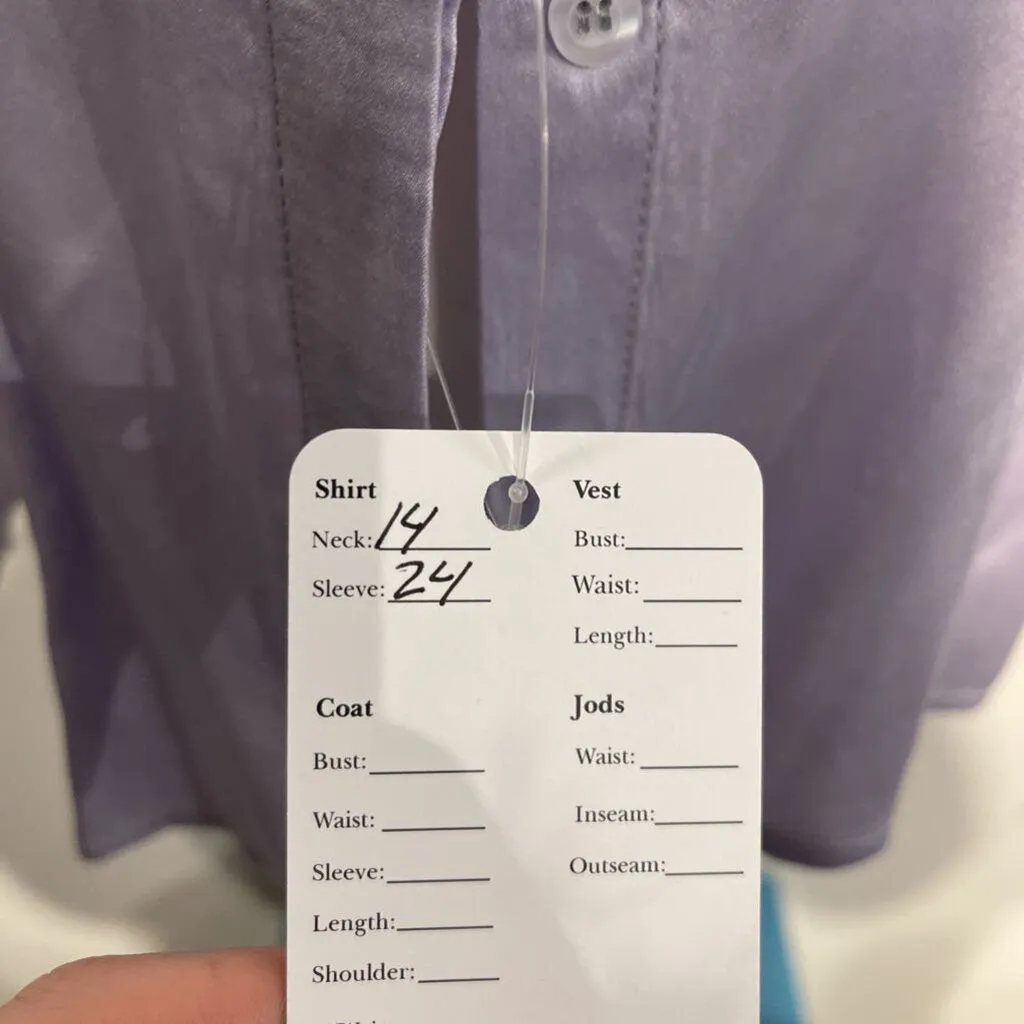 Shirt
Neck: 14
Sleeve: 24
Vest
Bust:
Waist:
Length:
Coat
Bust:
Waist:
Sleeve:
Length:
Shoulder:
Jods
Waist:
Inseam:
Outseam: